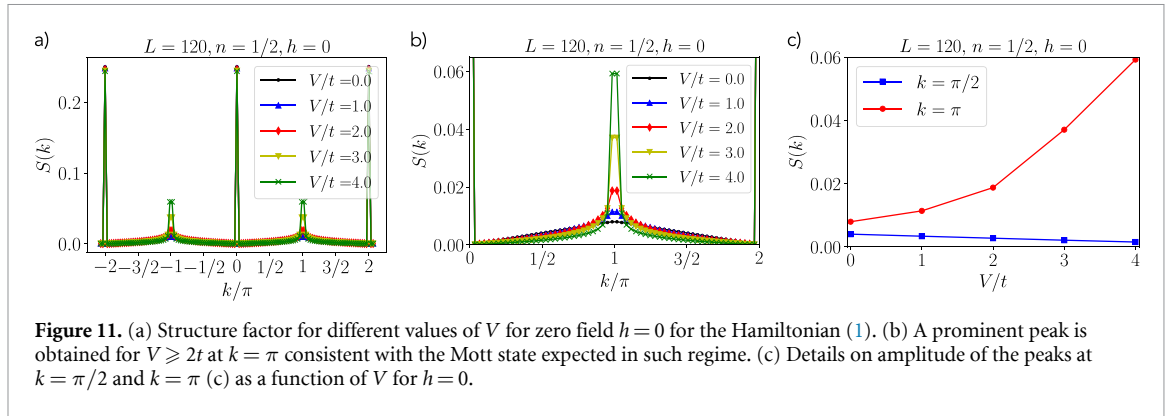 a)
L = 120, n = 1/2, h = 0
V/t =0.0
V/t =1.0
V/t =2.0
V/t =3.0
V/t =4.0
S(k)
0.2
0.1
0.0
−2 −3/2 −1 −1/2 0 1/2 1 3/2 2
k/π
b)
L = 120, n = 1/2, h = 0
V/t = 0.0
V/t = 1.0
V/t = 2.0
V/t = 3.0
V/t = 4.0
S(k)
0.06
0.04
0.02
0.00
1/2 1 3/2 2
k/π
c)
L = 120, n = 1/2, h = 0
k = π/2
k = π
S(k)
0.06
0.04
0.02
0.00
0 1 2 3 4
V/t
Figure 11. (a) Structure factor for different values of V for zero field h = 0 for the Hamiltonian (1). (b) A prominent peak is
obtained for V ⩾ 2t at k = π consistent with the Mott state expected in such regime. (c) Details on amplitude of the peaks at
k = π/2 and k = π (c) as a function of V for h = 0.